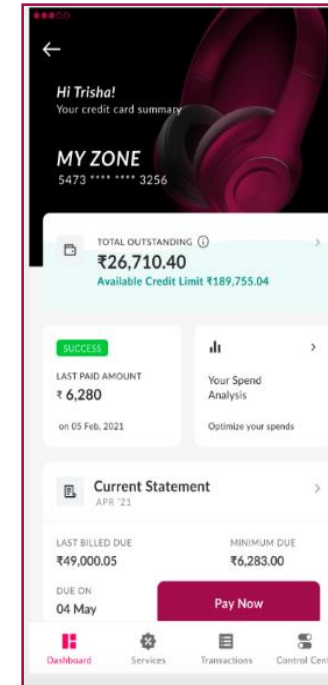 Hi Trisha!
Your credit card summary
MY ZONE
5473 **** **** 3256
TOTAL OUTSTANDING
₹26,710.40
Available Credit Limit ₹189,755.04
SUCCESS
LAST PAID AMOUNT
₹ 6,280
on 05 Feb, 2021
Your Spend
Analysis
Optimize your spends
Current Statement
APR '21
LAST BILLED DUE
₹49,000.05
MINIMUM DUE
₹6,283.00
DUE ON
04 May
Pay Now
Dashboard Services Transactions Control Cent